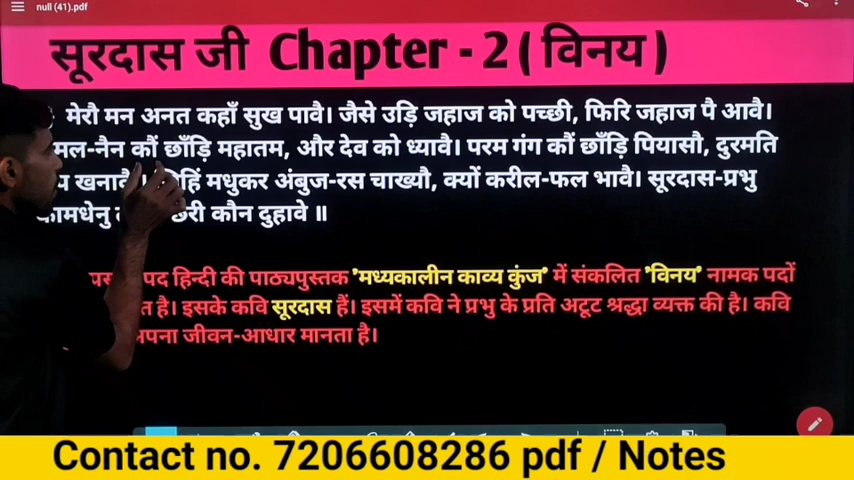 null (41).pdf
सूरदास जी Chapter - 2 ( विनय )
मेरौ मन अनत कहाँ सुख पावै। जैसे उड़ि जहाज को पच्छी, फिरि जहाज पै आवै।
मल-नैन कौं छाँड़ि महातम, और देव को ध्यावै। परम गंग कौं छाँड़ि पियासौ, दुरमति
खनावै मधुकर अंबुज-रस चाख्यौ, क्यों करील-फल भावै। सूरदास-प्रभु
कामधेनु कौन दुहावे ॥
पद हिन्दी की पाठ्यपुस्तक 'मध्यकालीन काव्य कुंज' में संकलित 'विनय' नामक पदों
है। इसके कवि सूरदास हैं। इसमें कवि ने प्रभु के प्रति अटूट श्रद्धा व्यक्त की है। कवि
जीवन-आधार मानता है।
Contact no. 7206608286 pdf / Notes